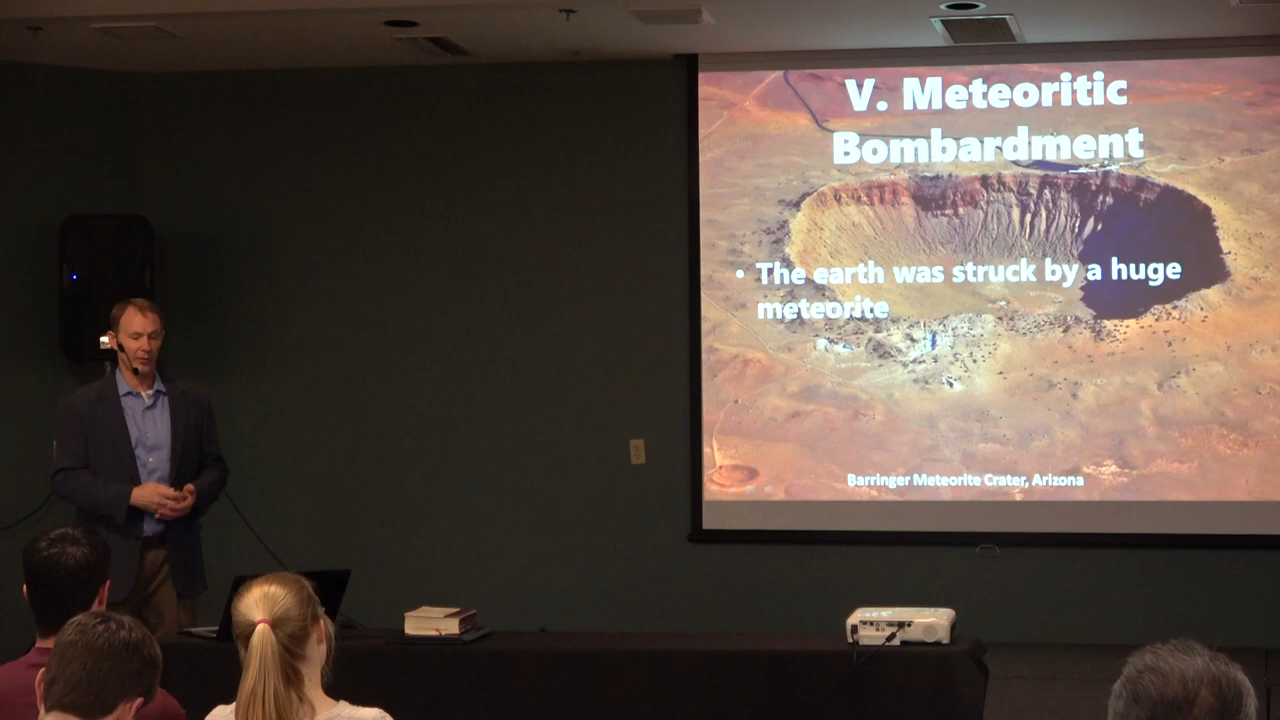 V. Meteoritic
Bombardment
• The earth was struck by a huge
meteorite
Barringer Meteorite Crater, Arizona